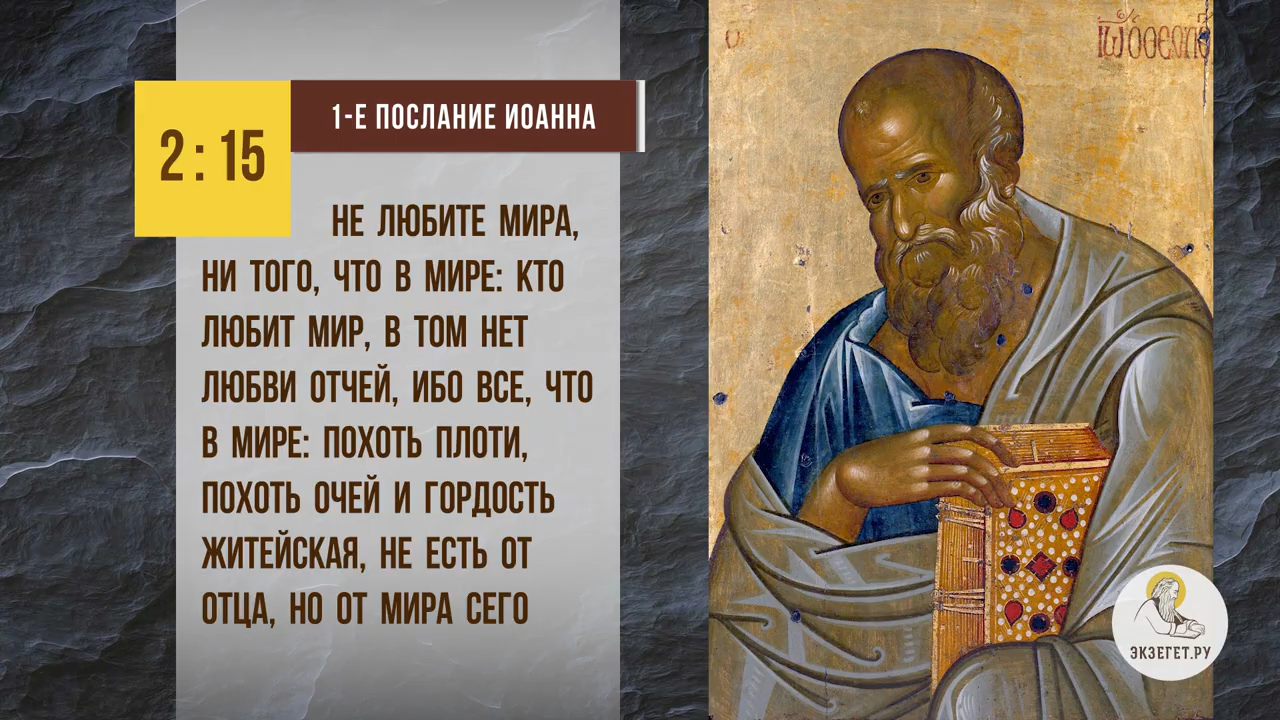 2:15
1-Е ПОСЛАНИЕ ИОАННА
НЕ ЛЮБИТЕ МИРА,
НИ ТОГО, ЧТО В МИРЕ: КТО
ЛЮБИТ МИР, В ТОМ НЕТ
ЛЮБВИ ОТЧЕЙ, ИБО ВСЕ, ЧТО
В МИРЕ: ПОХОТЬ ПЛОТИ,
ПОХОТЬ ОЧЕЙ И ГОРДОСТЬ
ЖИТЕЙСКАЯ, НЕ ЕСТЬ ОТ
ОТЦА, НО ОТ МИРА СЕГО
ЭКЗЕГЕТ.РУ